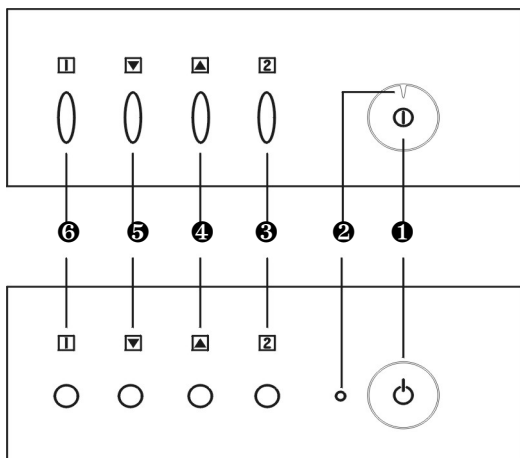 1 ▼ ▲ 2
❻ ❺ ❹ ❸ ❷ ❶
1 ▼ ▲ 2